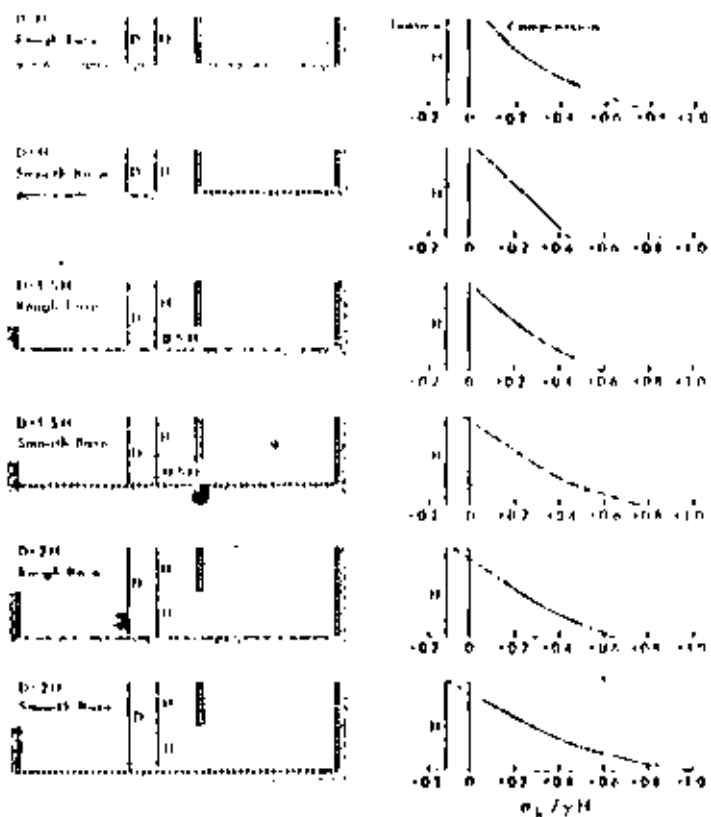 Rough Base
D H
Tension Compression
H
-0.2 0 +0.2 +0.4 +0.6 +0.8 +1.0
D=H
Smooth Base
D H
H
-0.2 0 +0.2 +0.4 +0.6 +0.8 +1.0
D=1.5H
Rough Base
D H
0.5H
H
-0.2 0 +0.2 +0.4 +0.6 +0.8 +1.0
D=1.5H
Smooth Base
D H
0.5H
H
-0.2 0 +0.2 +0.4 +0.6 +0.8 +1.0
D=2H
Rough Base
D H
H
H
-0.2 0 +0.2 +0.4 +0.6 +0.8 +1.0
D=2H
Smooth Base
D H
H
H
0 +0.2 +0.4 +0.6 +0.8 +1.0
σh/γH